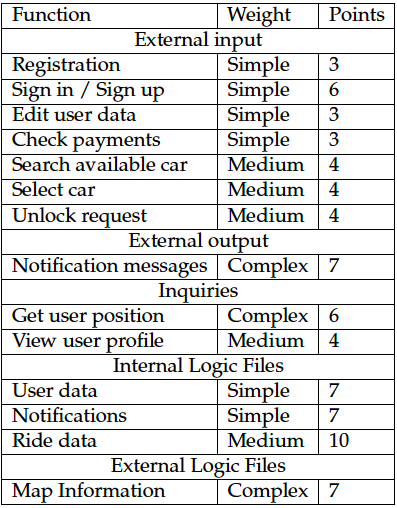 Function Weight Points
External input
Registration Simple 3
Sign in / Sign up Simple 6
Edit user data Simple 3
Check payments Simple 3
Search available car Medium 4
Select car Medium 4
Unlock request Medium 4
External output
Notification messages Complex 7
Inquiries
Get user position Complex 6
View user profile Medium 4
Internal Logic Files
User data Simple 7
Notifications Simple 7
Ride data Medium 10
External Logic Files
Map Information Complex 7